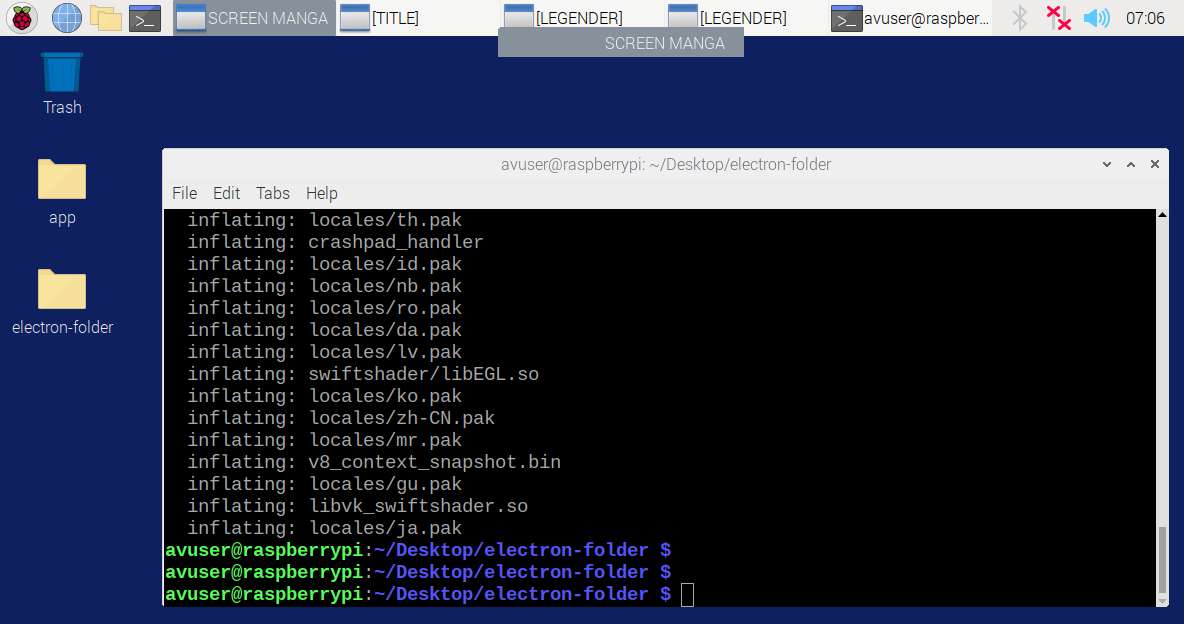 SCREEN MANGA
[TITLE]
[LEGENDER]
[LEGENDER]
avuser@raspber...
07:06
SCREEN MANGA
Trash
app
electron-folder
avuser@raspberrypi: ~/Desktop/electron-folder
File Edit Tabs Help
inflating: locales/th.pak
inflating: crashpad_handler
inflating: locales/id.pak
inflating: locales/nb.pak
inflating: locales/ro.pak
inflating: locales/da.pak
inflating: locales/lv.pak
inflating: swiftshader/libEGL.so
inflating: locales/ko.pak
inflating: locales/zh-CN.pak
inflating: locales/mr.pak
inflating: v8_context_snapshot.bin
inflating: locales/gu.pak
inflating: libvk_swiftshader.so
inflating: locales/ja.pak
avuser@raspberrypi:~/Desktop/electron-folder $
avuser@raspberrypi:~/Desktop/electron-folder $
avuser@raspberrypi:~/Desktop/electron-folder $